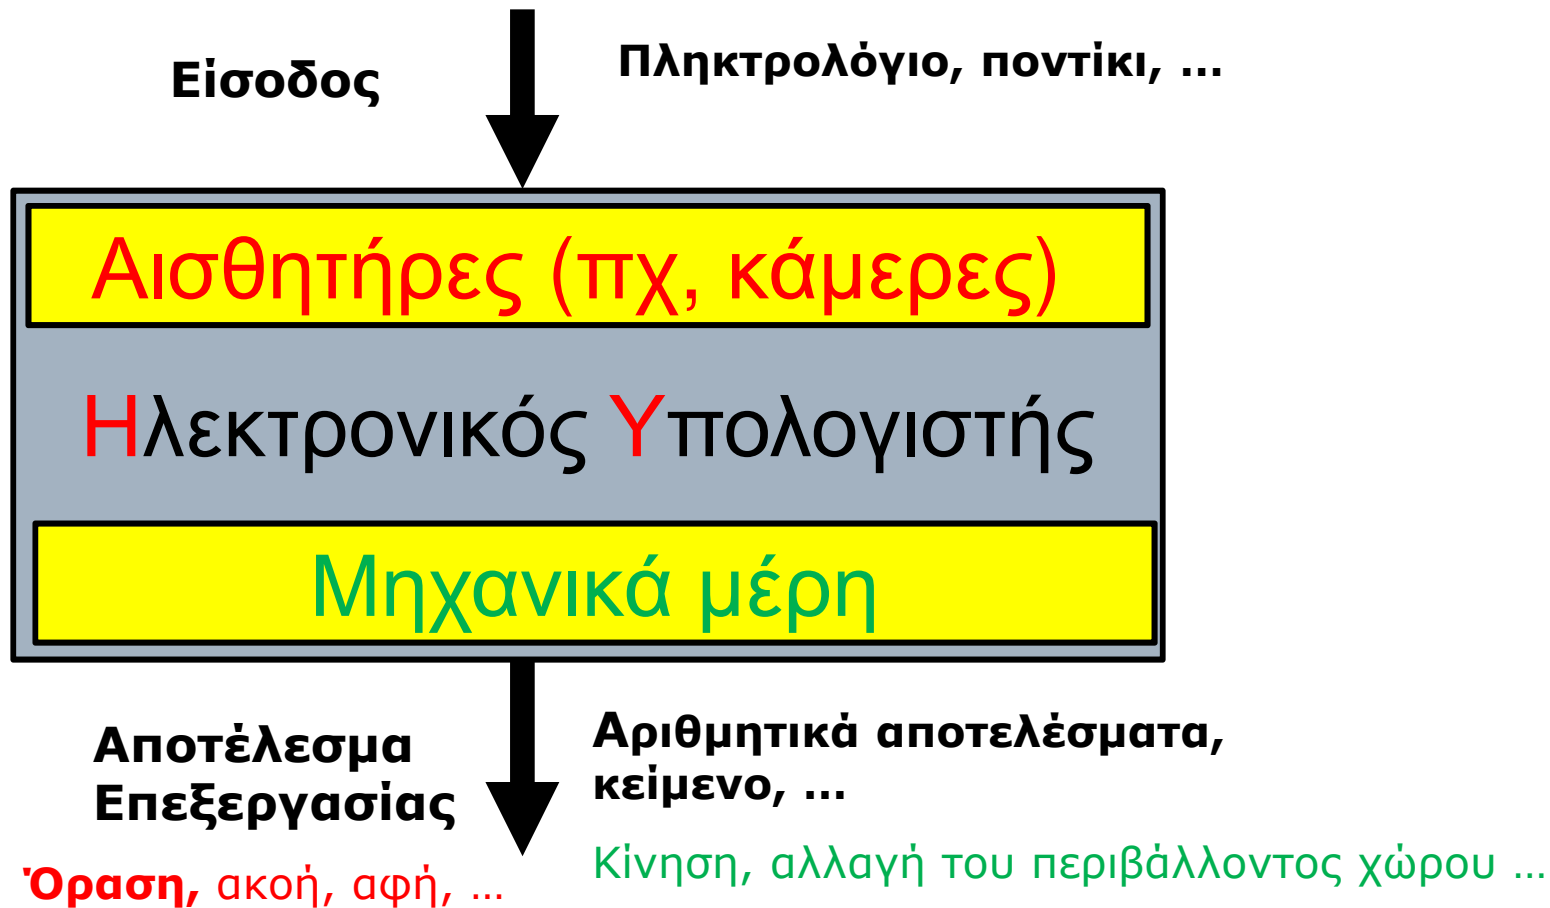 Είσοδος
Πληκτρολόγιο, ποντίκι, ...
Αισθητήρες (πχ, κάμερες)
Ηλεκτρονικός Υπολογιστής
Μηχανικά μέρη
Αποτέλεσμα
Επεξεργασίας
Αριθμητικά αποτελέσματα,
κείμενο, ...
Όραση, ακοή, αφή, ...
Κίνηση, αλλαγή του περιβάλλοντος χώρου ...